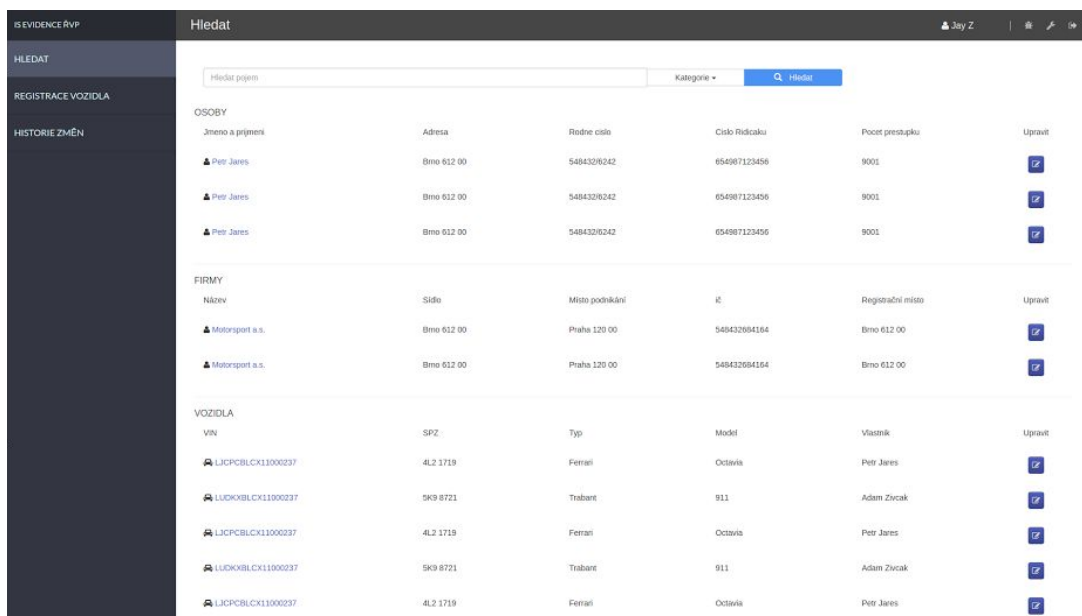 IS EVIDENCE ŘVP Hledat Jay Z
HLEDAT
REGISTRACE VOZIDLA
HISTORIE ZMĚN
Hledat pojem Kategorie Hledat
OSOBY
Jmeno a prijmeni Adresa Rodne cislo Cislo Ridicaku Pocet prestupku Upravit
Petr Jares Brno 612 00 548432/6242 654987123456 9001
Petr Jares Brno 612 00 548432/6242 654987123456 9001
Petr Jares Brno 612 00 548432/6242 654987123456 9001
FIRMY
Název Sídlo Místo podnikání ič Registrační místo Upravit
Motorsport a.s. Brno 612 00 Praha 120 00 548432684164 Brno 612 00
Motorsport a.s. Brno 612 00 Praha 120 00 548432684164 Brno 612 00
VOZIDLA
VIN SPZ Typ Model Vlastnik Upravit
LJCPCBLCX11000237 4L2 1719 Ferrari Octavia Petr Jares
LUDKXBLCX11000237 5K9 8721 Trabant 911 Adam Zivcak
LJCPCBLCX11000237 4L2 1719 Ferrari Octavia Petr Jares
LUDKXBLCX11000237 5K9 8721 Trabant 911 Adam Zivcak
LJCPCBLCX11000237 4L2 1719 Ferrari Octavia Petr Jares